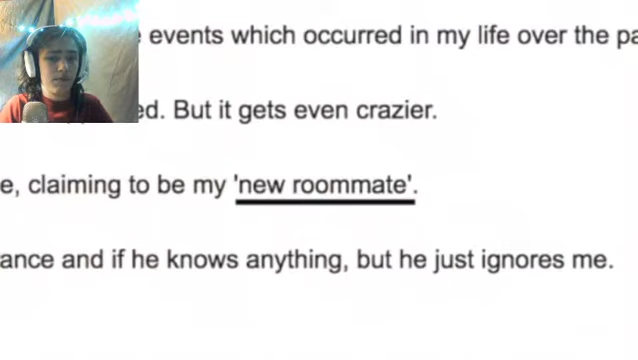 events which occurred in my life over the pa
ed. But it gets even crazier.
e, claiming to be my 'new roommate'.
ance and if he knows anything, but he just ignores me.